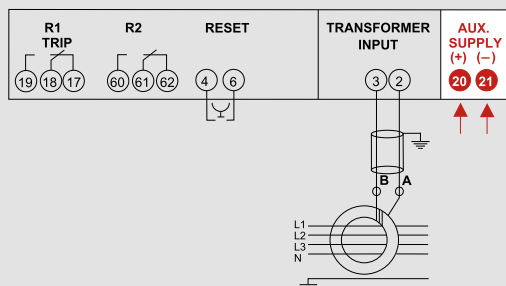 R1 R2 RESET TRANSFORMER AUX.
TRIP INPUT SUPPLY
(+) (−)
19 18 17 60 61 62 4 6 3 2 20 21
B A
L1
L2
L3
N